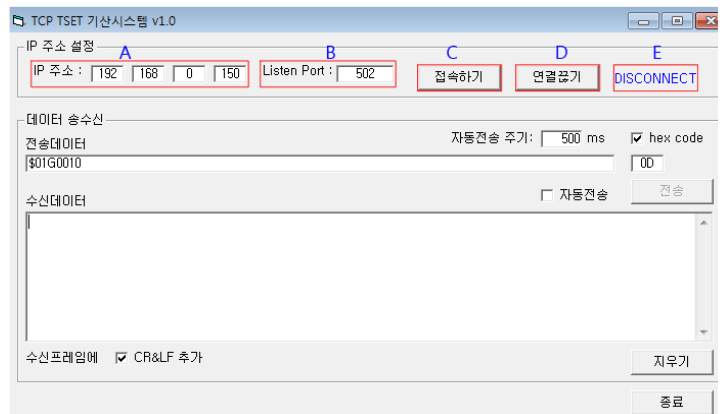 TCP TSET 기산시스템 v1.0
IP 주소 설정
A B C D E
IP 주소 : 192 168 0 150 Listen Port : 502 접속하기 연결끊기 DISCONNECT
데이터 송수신
전송데이터 자동전송 주기: 500 ms hex code
$01G0010 0D
수신데이터 자동전송 전송
수신프레임에 CR&LF 추가 지우기
종료